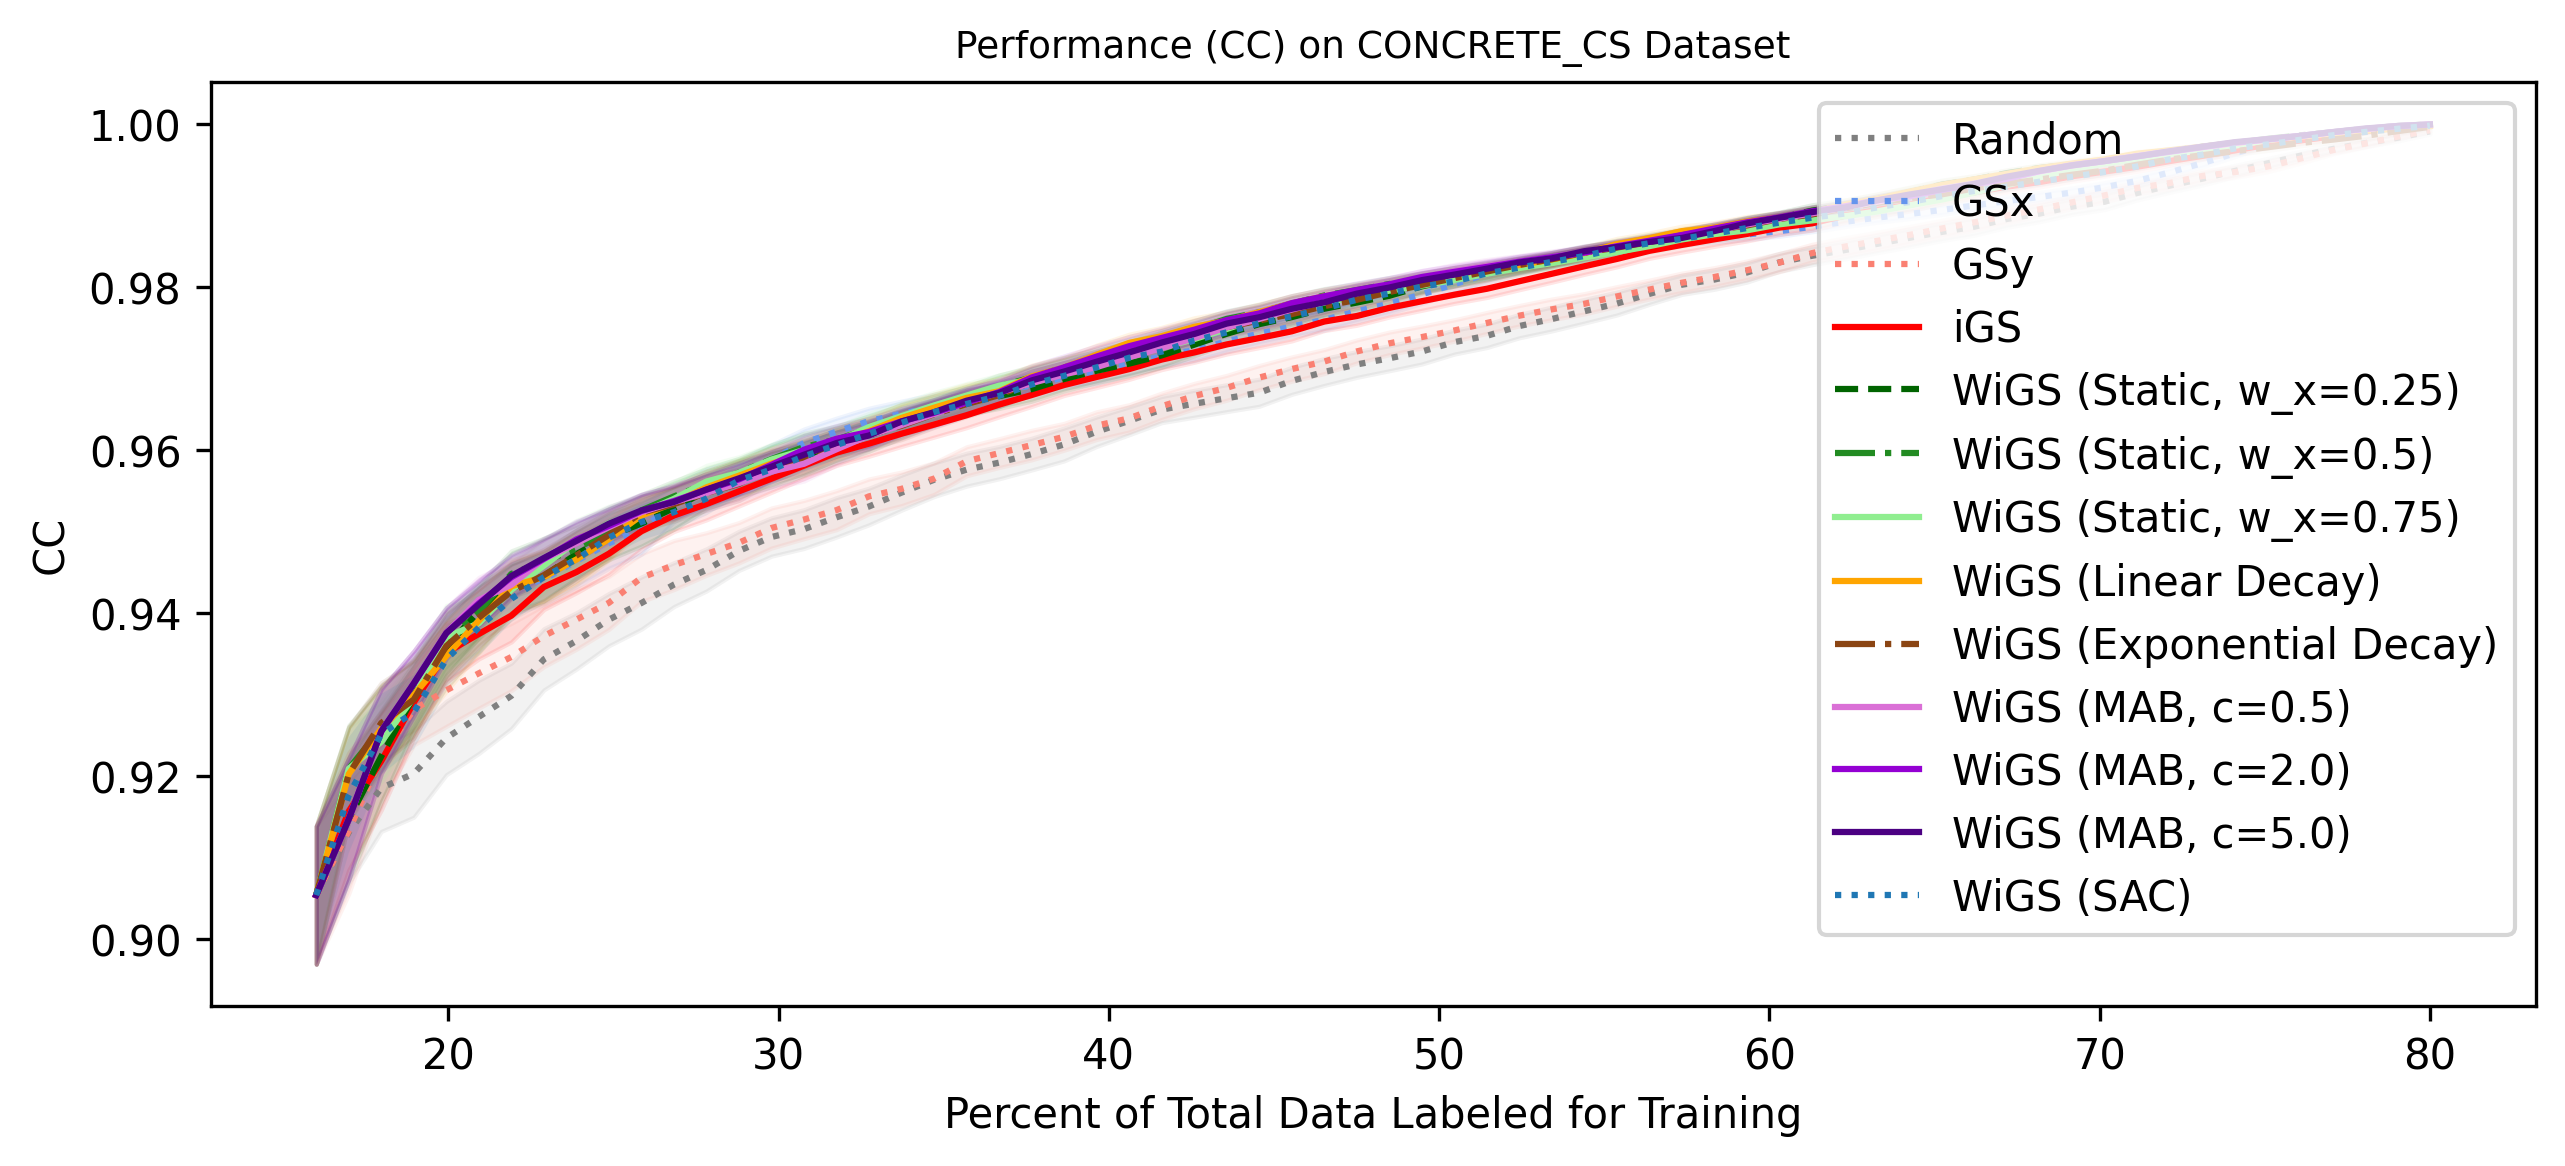 Performance (CC) on CONCRETE_CS Dataset
1.00
0.98
0.96
0.94
0.92
0.90
CC
20 30 40 50 60 70 80
Percent of Total Data Labeled for Training
Random
GSx
GSy
iGS
WiGS (Static, w_x=0.25)
WiGS (Static, w_x=0.5)
WiGS (Static, w_x=0.75)
WiGS (Linear Decay)
WiGS (Exponential Decay)
WiGS (MAB, c=0.5)
WiGS (MAB, c=2.0)
WiGS (MAB, c=5.0)
WiGS (SAC)